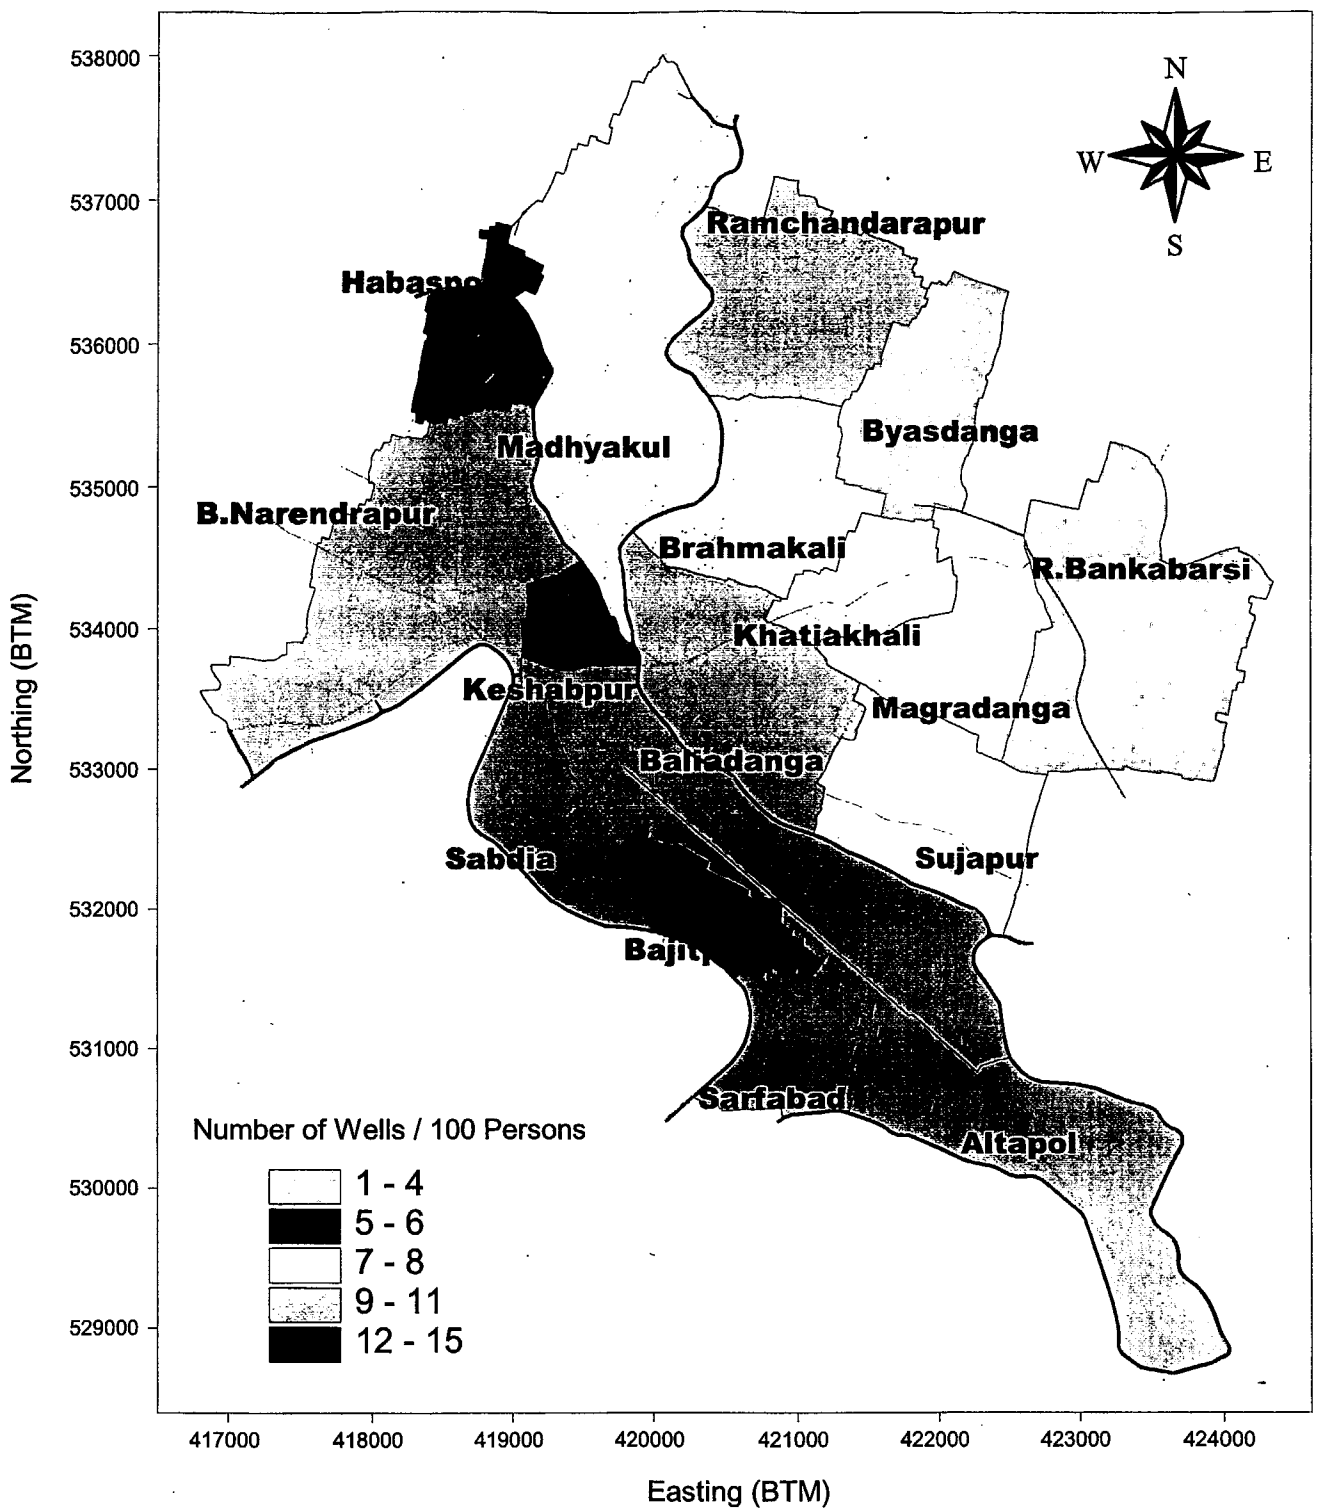 538000
537000
536000
535000
534000
533000
532000
531000
530000
529000
Northing (BTM)
N
W
E
S
Ramchandarapur
Byasdanga
Madhyakul
B.Narendrapur
Brahmakali
R.Bankabarsi
Khatiakhali
Keshabpur
Magradanga
Baliadanga
Sabdia
Sujapur
Sarfabad
Altapol
Number of Wells / 100 Persons
1 - 4
5 - 6
7 - 8
9 - 11
12 - 15
417000 418000 419000 420000 421000 422000 423000 424000
Easting (BTM)